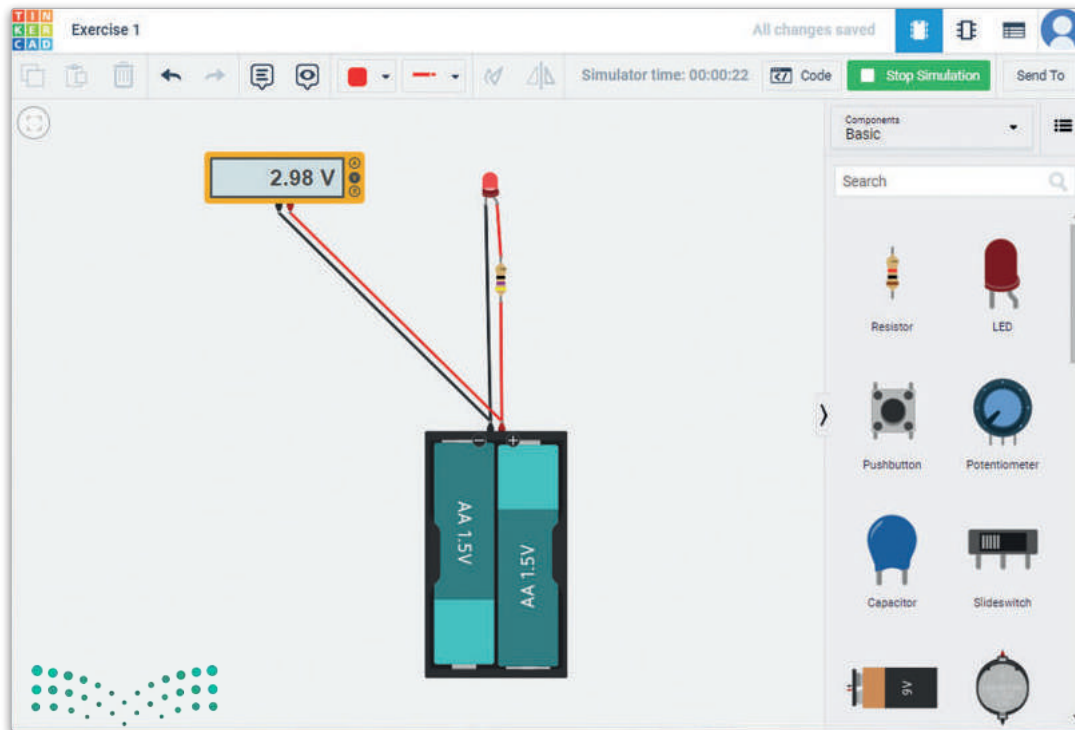 TIN
KER
CAD
Exercise 1
All changes saved
Simulator time: 00:00:22
Code
Stop Simulation
Send To
Components
Basic
Search
2.98 V
A
V
Resistor
LED
Pushbutton
Potentiometer
Capacitor
Slideswitch
AA 1.5V
AA 1.5V
9V